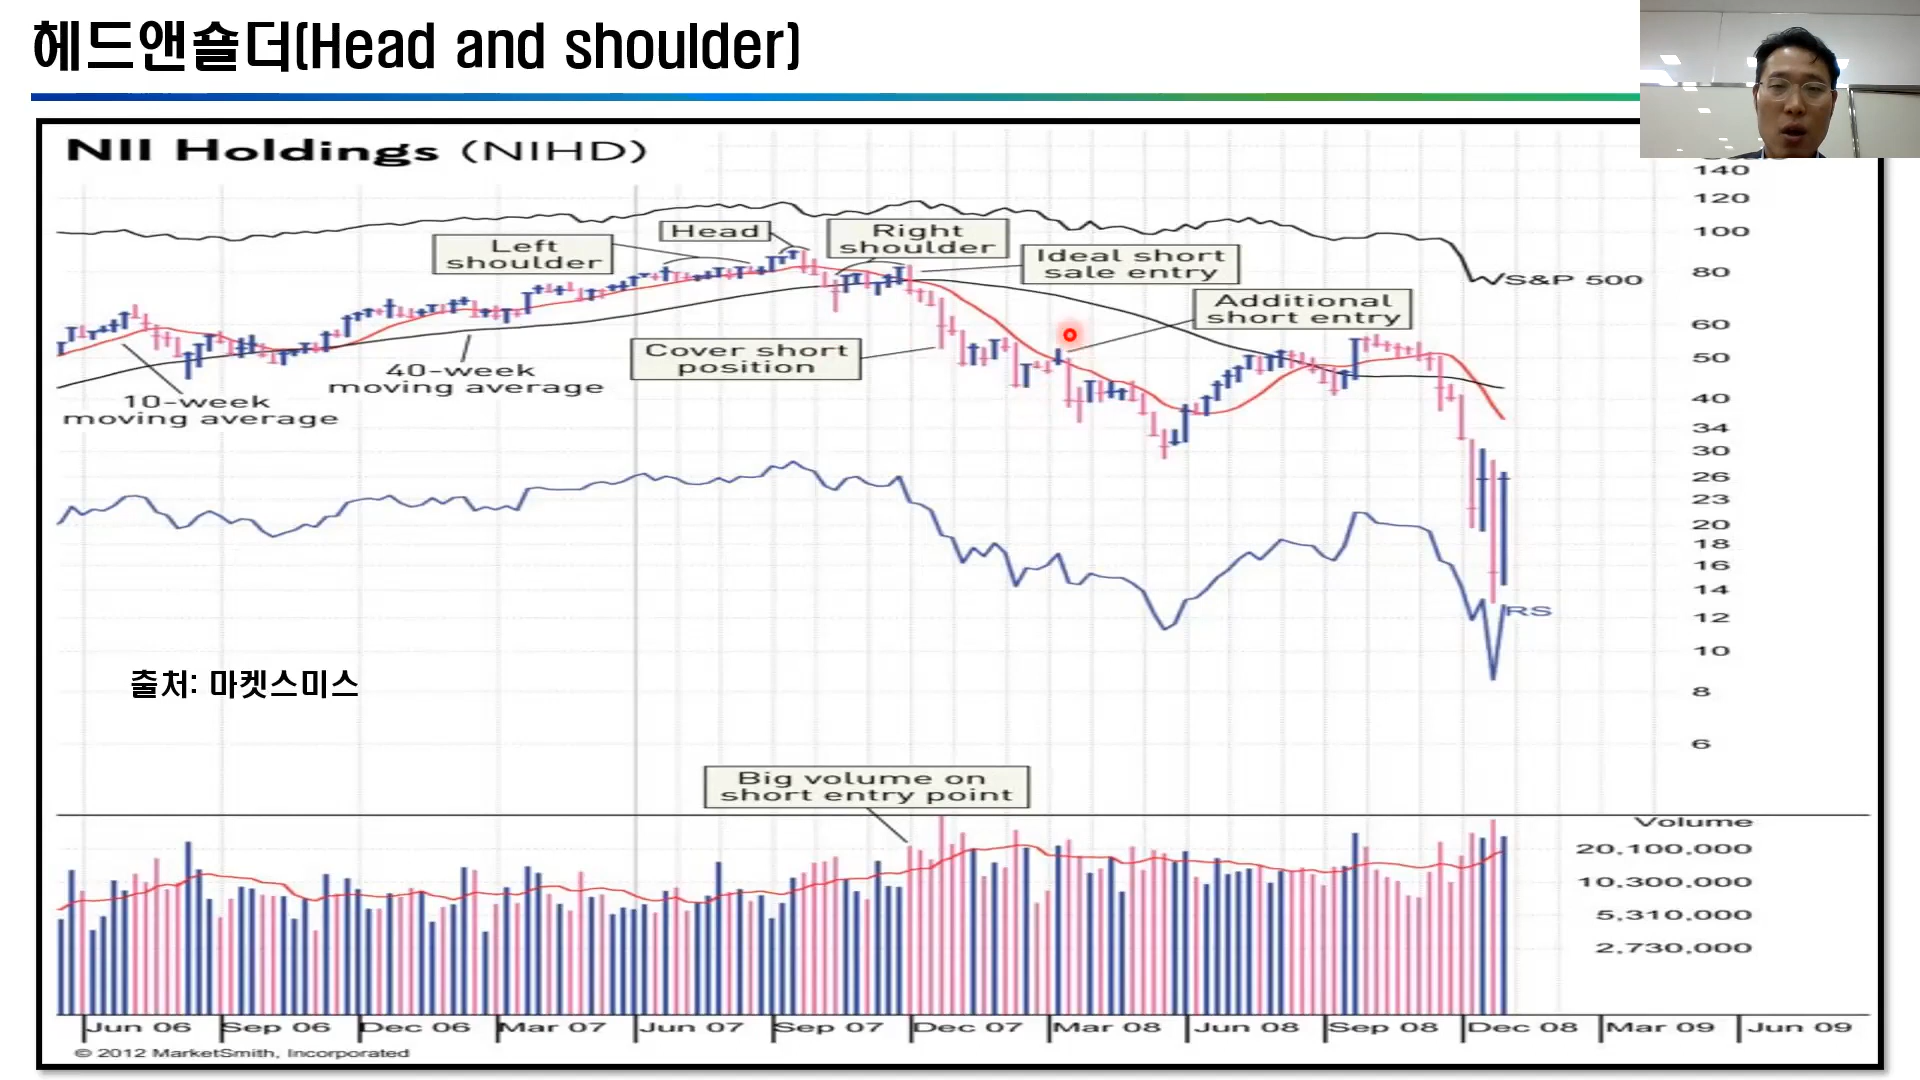 헤드앤숄더(Head and shoulder)
NII Holdings (NIHD)
140
120
100
80
60
50
40
34
30
26
23
20
18
16
14
12
10
8
6
Left
shoulder
Head
Right
shoulder
Ideal short
sale entry
Additional
short entry
S&P 500
Cover short
position
40-week
moving average
10-week
moving average
RS
출처: 마켓스미스
Big volume on
short entry point
Volume
20,100,000
10,300,000
5,310,000
2,730,000
Jun 06 Sep 06 Dec 06 Mar 07 Jun 07 Sep 07 Dec 07 Mar 08 Jun 08 Sep 08 Dec 08 Mar 09 Jun 09
© 2012 MarketSmith, Incorporated